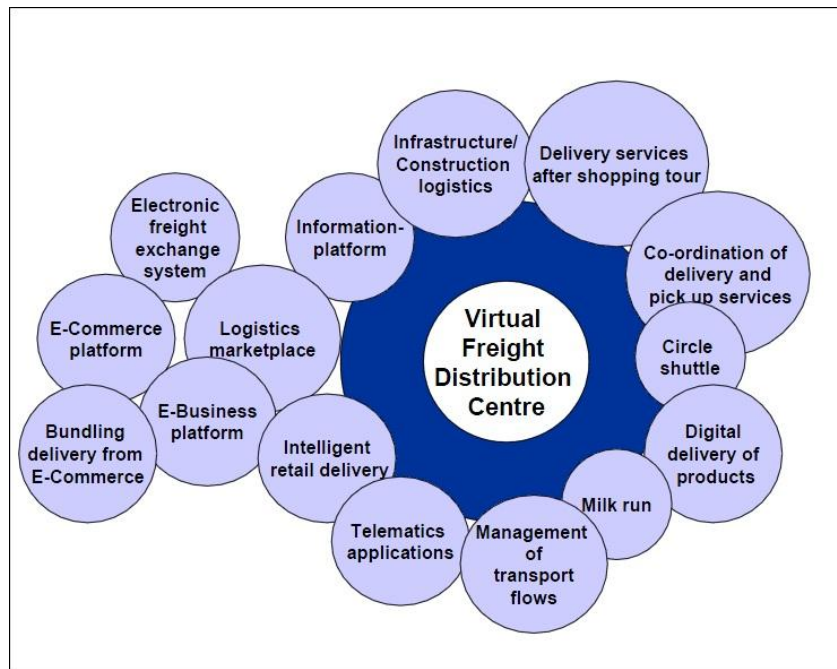 Infrastructure/
Construction
logistics
Delivery services
after shopping tour
Electronic
freight
exchange
system
Information-
platform
Co-ordination of
delivery and
pick up services
E-Commerce
platform
Logistics
marketplace
Virtual
Freight
Distribution
Centre
Circle
shuttle
E-Business
platform
Bundling
delivery from
E-Commerce
Intelligent
retail delivery
Digital
delivery of
products
Milk run
Telematics
applications
Management
of
transport
flows